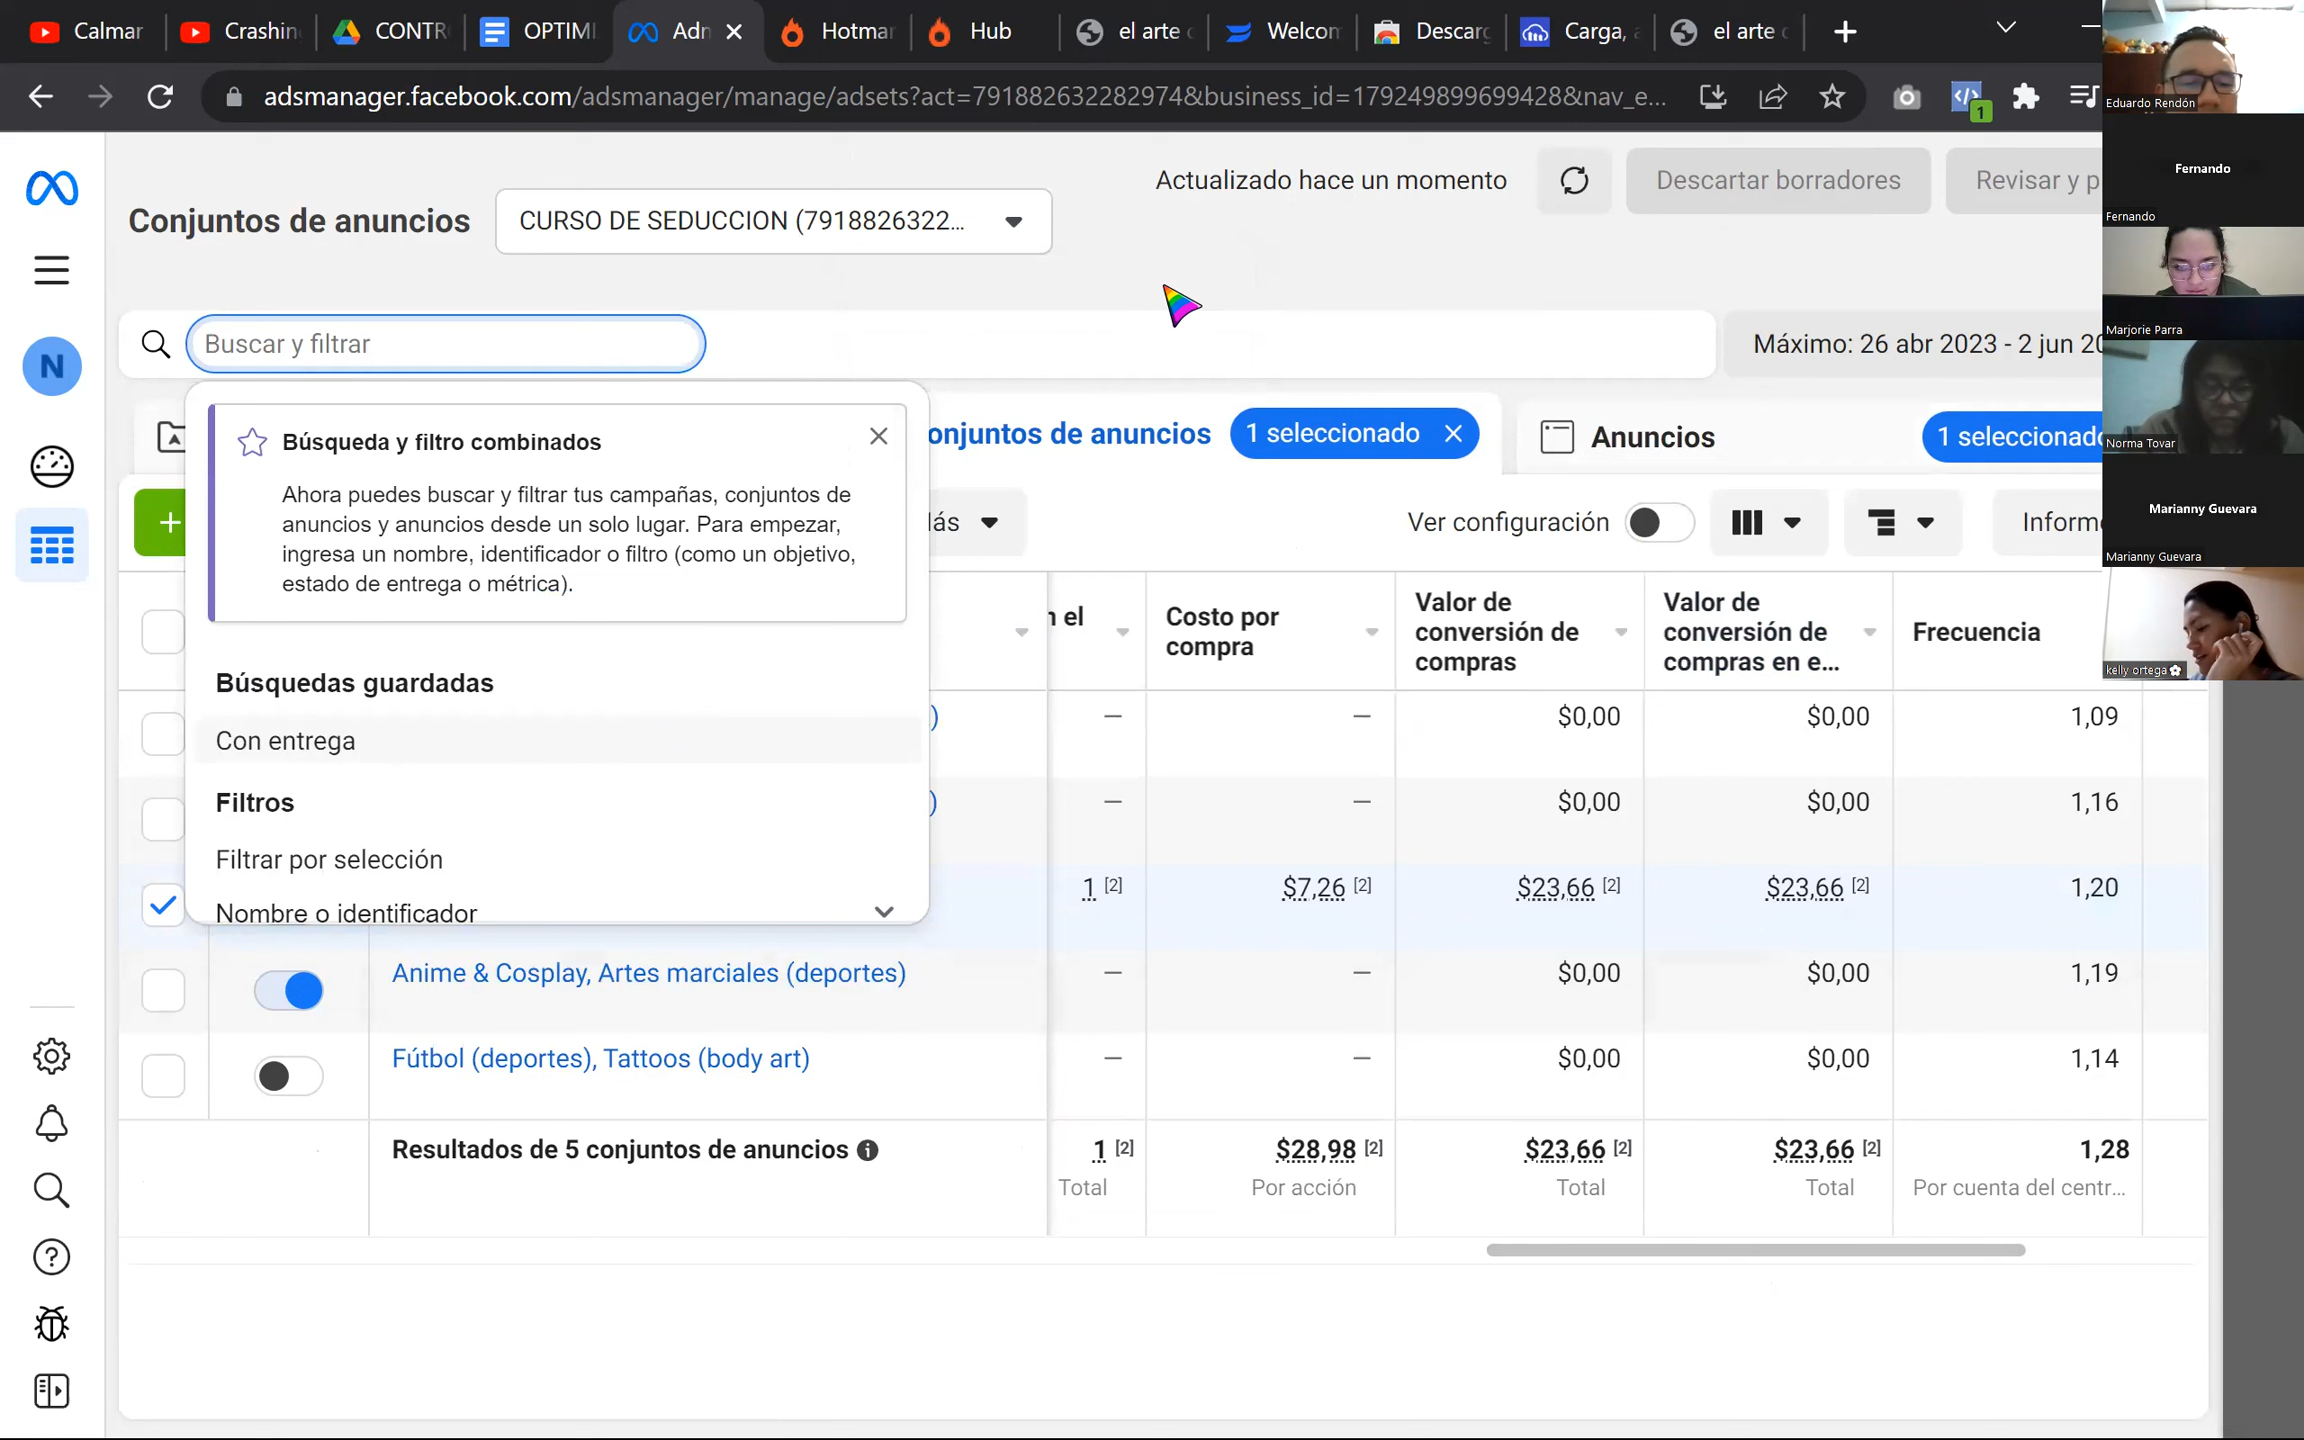 Calmar
Crashin
CONTR
OPTIMI
Adn
Hotmar
Hub
el arte
Welcom
Descarg
Carga, a
el arte
adsmanager.facebook.com/adsmanager/manage/adsets?act=791882632282974&business_id=179249899699428&nav_e...
1
Conjuntos de anuncios
CURSO DE SEDUCCION (7918826322...
Actualizado hace un momento
Descartar borradores
Revisar y p
Buscar y filtrar
Máximo: 26 abr 2023 - 2 jun 20
N
Búsqueda y filtro combinados
Ahora puedes buscar y filtrar tus campañas, conjuntos de
anuncios y anuncios desde un solo lugar. Para empezar,
ingresa un nombre, identificador o filtro (como un objetivo,
estado de entrega o métrica).
Búsquedas guardadas
Con entrega
Filtros
Filtrar por selección
Nombre o identificador
onjuntos de anuncios
1 seleccionado
Anuncios
1 seleccionado
ás
Ver configuración
Inform
n el
Costo por
compra
Valor de
conversión de
compras
Valor de
conversión de
compras en e...
Frecuencia
) — — $0,00 $0,00 1,09
) — — $0,00 $0,00 1,16
1 [2] $7,26 [2] $23,66 [2] $23,66 [2] 1,20
Anime & Cosplay, Artes marciales (deportes) — — $0,00 $0,00 1,19
Fútbol (deportes), Tattoos (body art) — — $0,00 $0,00 1,14
Resultados de 5 conjuntos de anuncios 1 [2] $28,98 [2] $23,66 [2] $23,66 [2] 1,28
Total Por acción Total Total Por cuenta del centr...
Eduardo Rendón
Fernando
Fernando
Marjorie Parra
Norma Tovar
Marianny Guevara
Marianny Guevara
kelly ortega